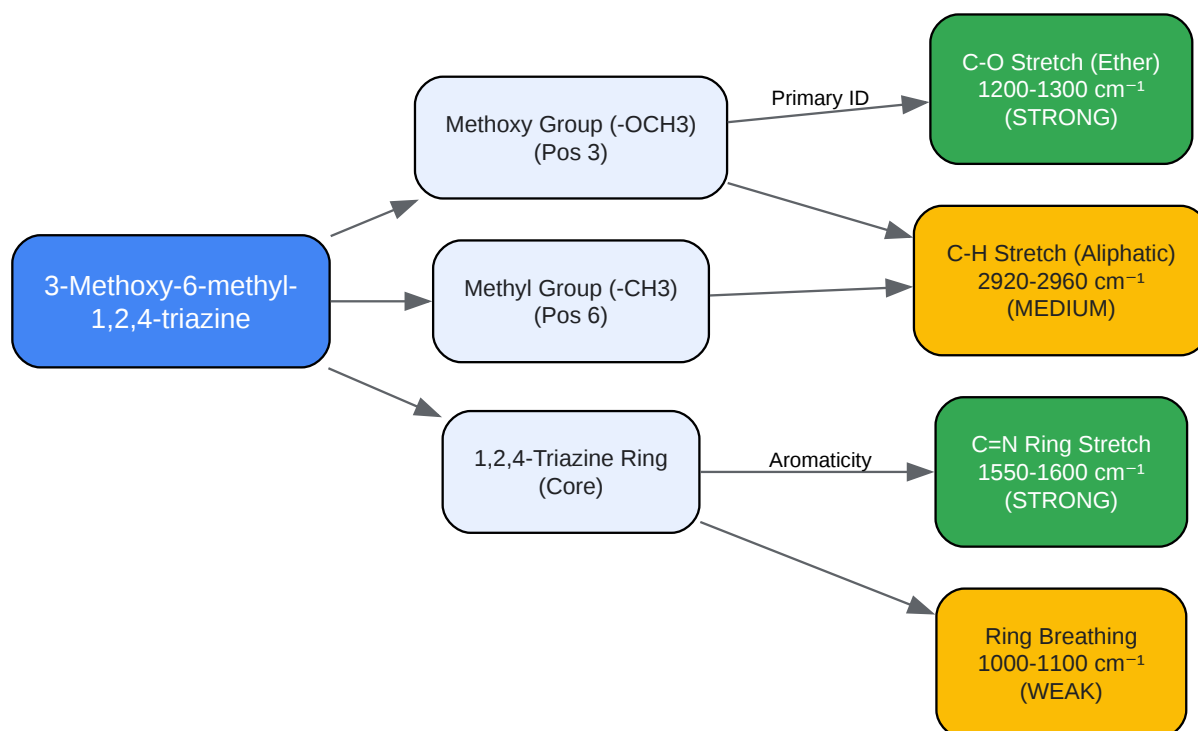 3-Methoxy-6-methyl-
1,2,4-triazine
Methoxy Group (-OCH3)
(Pos 3)
Methyl Group (-CH3)
(Pos 6)
1,2,4-Triazine Ring
(Core)
Primary ID
Aromaticity
C-O Stretch (Ether)
1200-1300 cm⁻¹
(STRONG)
C-H Stretch (Aliphatic)
2920-2960 cm⁻¹
(MEDIUM)
C=N Ring Stretch
1550-1600 cm⁻¹
(STRONG)
Ring Breathing
1000-1100 cm⁻¹
(WEAK)